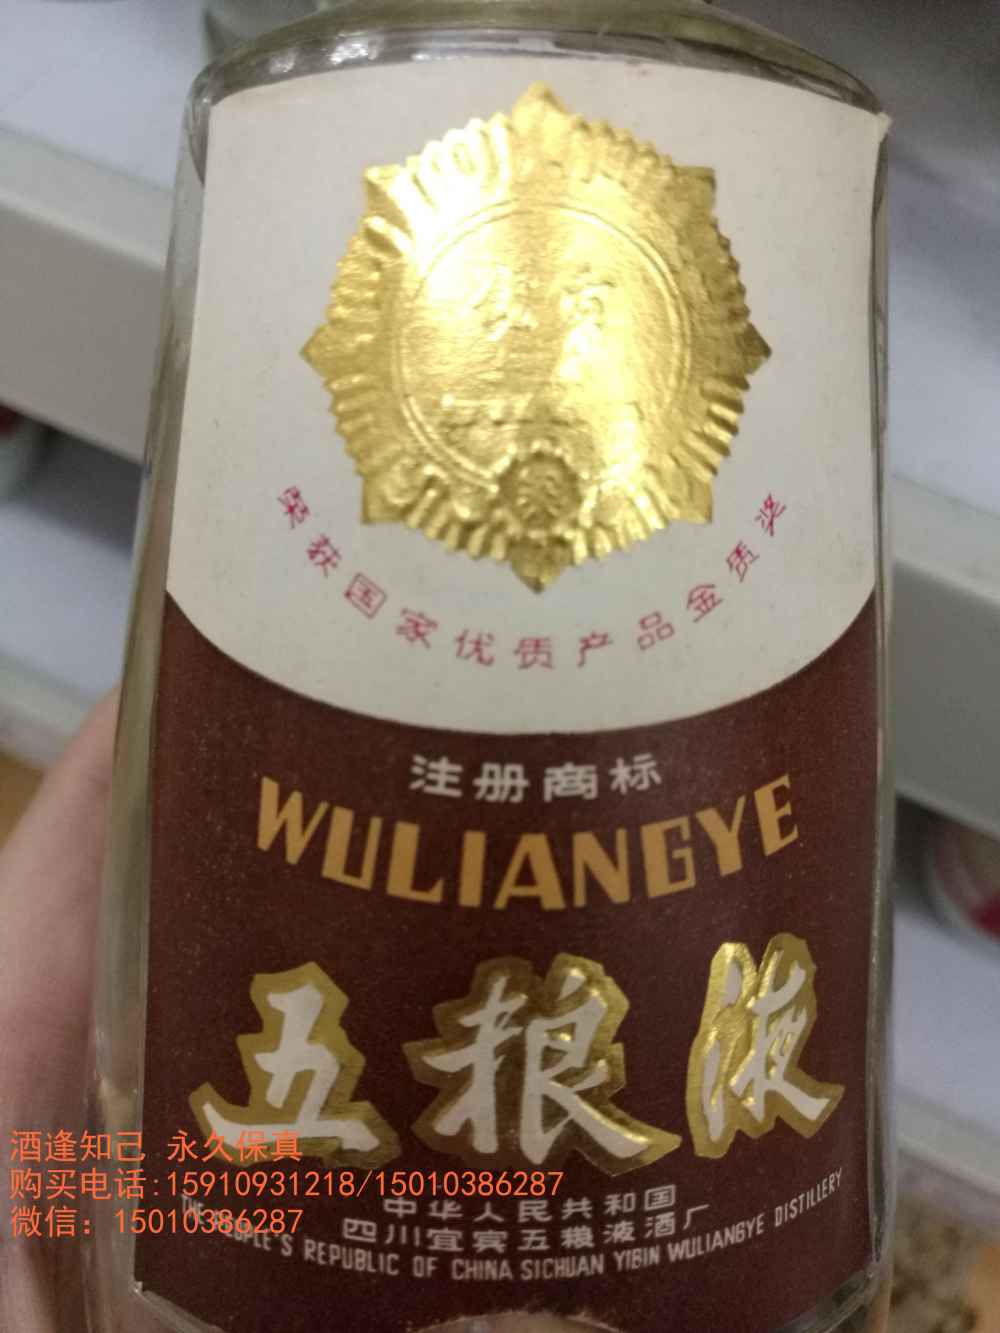 荣获国家优质产品金质奖
注册商标
WULIANGYE
五粮液
中华人民共和国
四川宜宾五粮液酒厂
PEOPLE'S REPUBLIC OF CHINA SICHUAN YIBIN WULIANGYE DISTILLERY
酒逢知己 永久保真
购买电话:15910931218/15010386287
微信：15010386287